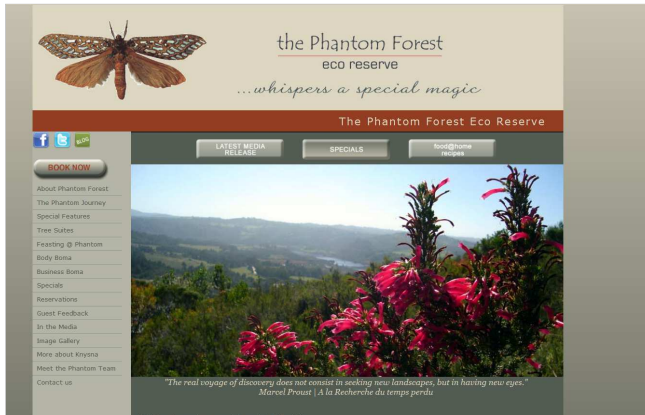 the Phantom Forest
eco reserve
...whispers a special magic
The Phantom Forest Eco Reserve
f t BLOG
LATEST MEDIA
RELEASE
SPECIALS
food@home
recipes
BOOK NOW
About Phantom Forest
The Phantom Journey
Special Features
Tree Suites
Feasting @ Phantom
Body Boma
Business Boma
Specials
Reservations
Guest Feedback
In the Media
Image Gallery
More about Knysna
Meet the Phantom Team
Contact us
"The real voyage of discovery does not consist in seeking new landscapes, but in having new eyes."
Marcel Proust | A la Recherche du temps perdu